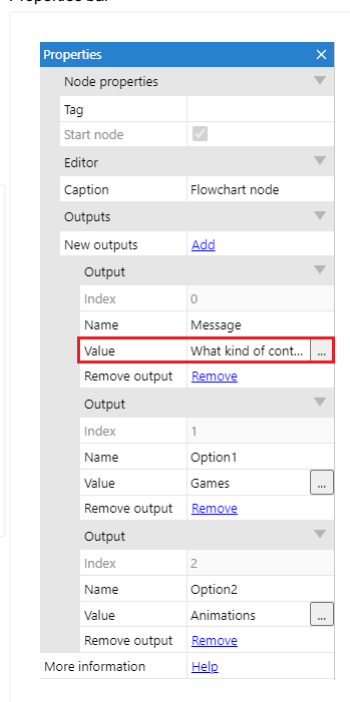 Properties
Node properties
Tag
Start node
Editor
Caption Flowchart node
Outputs
New outputs Add
Output
Index 0
Name Message
Value What kind of cont... ...
Remove output Remove
Output
Index 1
Name Option1
Value Games ...
Remove output Remove
Output
Index 2
Name Option2
Value Animations ...
Remove output Remove
More information Help